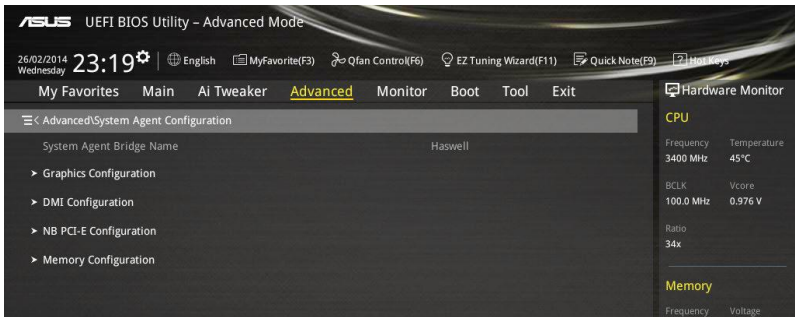 ASUS UEFI BIOS Utility – Advanced Mode
26/02/2014
Wednesday
23:19
English
MyFavorite(F3)
Qfan Control(F6)
EZ Tuning Wizard(F11)
Quick Note(F9)
? Hot Keys
My Favorites Main Ai Tweaker Advanced Monitor Boot Tool Exit
Hardware Monitor
< Advanced\System Agent Configuration
System Agent Bridge Name Haswell
> Graphics Configuration
> DMI Configuration
> NB PCI-E Configuration
> Memory Configuration
CPU
Frequency Temperature
3400 MHz 45°C
BCLK Vcore
100.0 MHz 0.976 V
Ratio
34x
Memory
Frequency Voltage